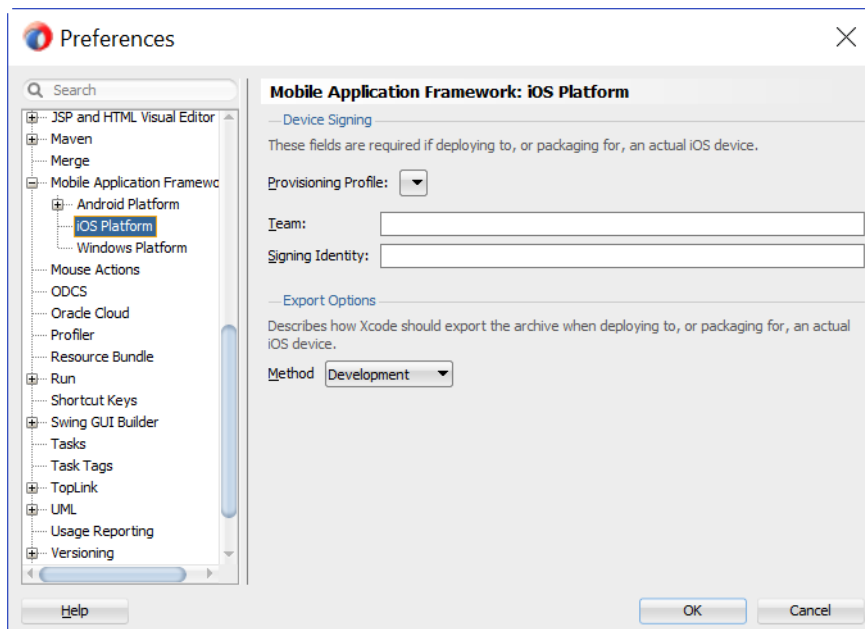 Preferences
Search
JSP and HTML Visual Editor
Maven
Merge
Mobile Application Framewo
Android Platform
iOS Platform
Windows Platform
Mouse Actions
ODCS
Oracle Cloud
Profiler
Resource Bundle
Run
Shortcut Keys
Swing GUI Builder
Tasks
Task Tags
TopLink
UML
Usage Reporting
Versioning
Mobile Application Framework: iOS Platform
Device Signing
These fields are required if deploying to, or packaging for, an actual iOS device.
Provisioning Profile:
Team:
Signing Identity:
Export Options
Describes how Xcode should export the archive when deploying to, or packaging for, an actual
iOS device.
Method Development
Help
OK
Cancel